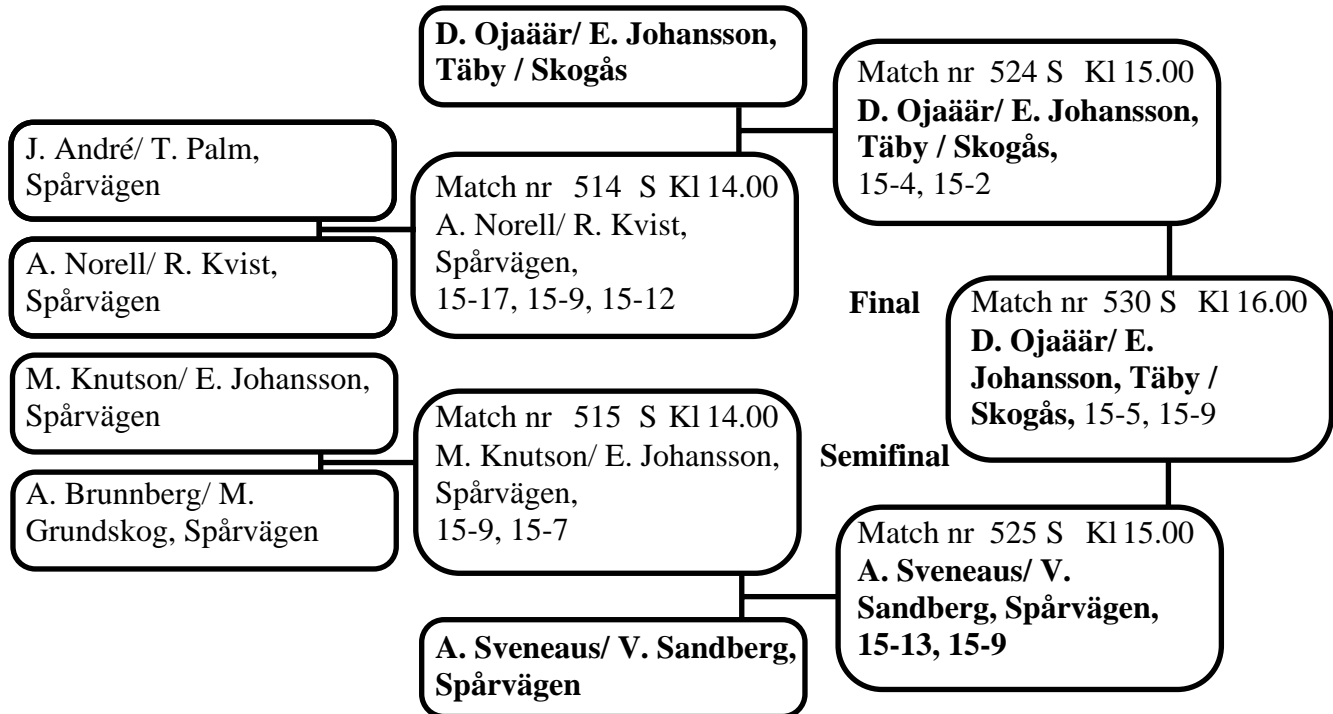 D. Ojaäär/ E. Johansson,
Täby / Skogås
J. André/ T. Palm,
Spårvägen
A. Norell/ R. Kvist,
Spårvägen
M. Knutson/ E. Johansson,
Spårvägen
A. Brunnberg/ M.
Grundskog, Spårvägen
Match nr 514 S Kl 14.00
A. Norell/ R. Kvist,
Spårvägen,
15-17, 15-9, 15-12
Match nr 515 S Kl 14.00
M. Knutson/ E. Johansson,
Spårvägen,
15-9, 15-7
A. Sveneaus/ V. Sandberg,
Spårvägen
Match nr 524 S Kl 15.00
D. Ojaäär/ E. Johansson,
Täby / Skogås,
15-4, 15-2
Final
Match nr 530 S Kl 16.00
D. Ojaäär/ E.
Johansson, Täby /
Skogås, 15-5, 15-9
Semifinal
Match nr 525 S Kl 15.00
A. Sveneaus/ V.
Sandberg, Spårvägen,
15-13, 15-9